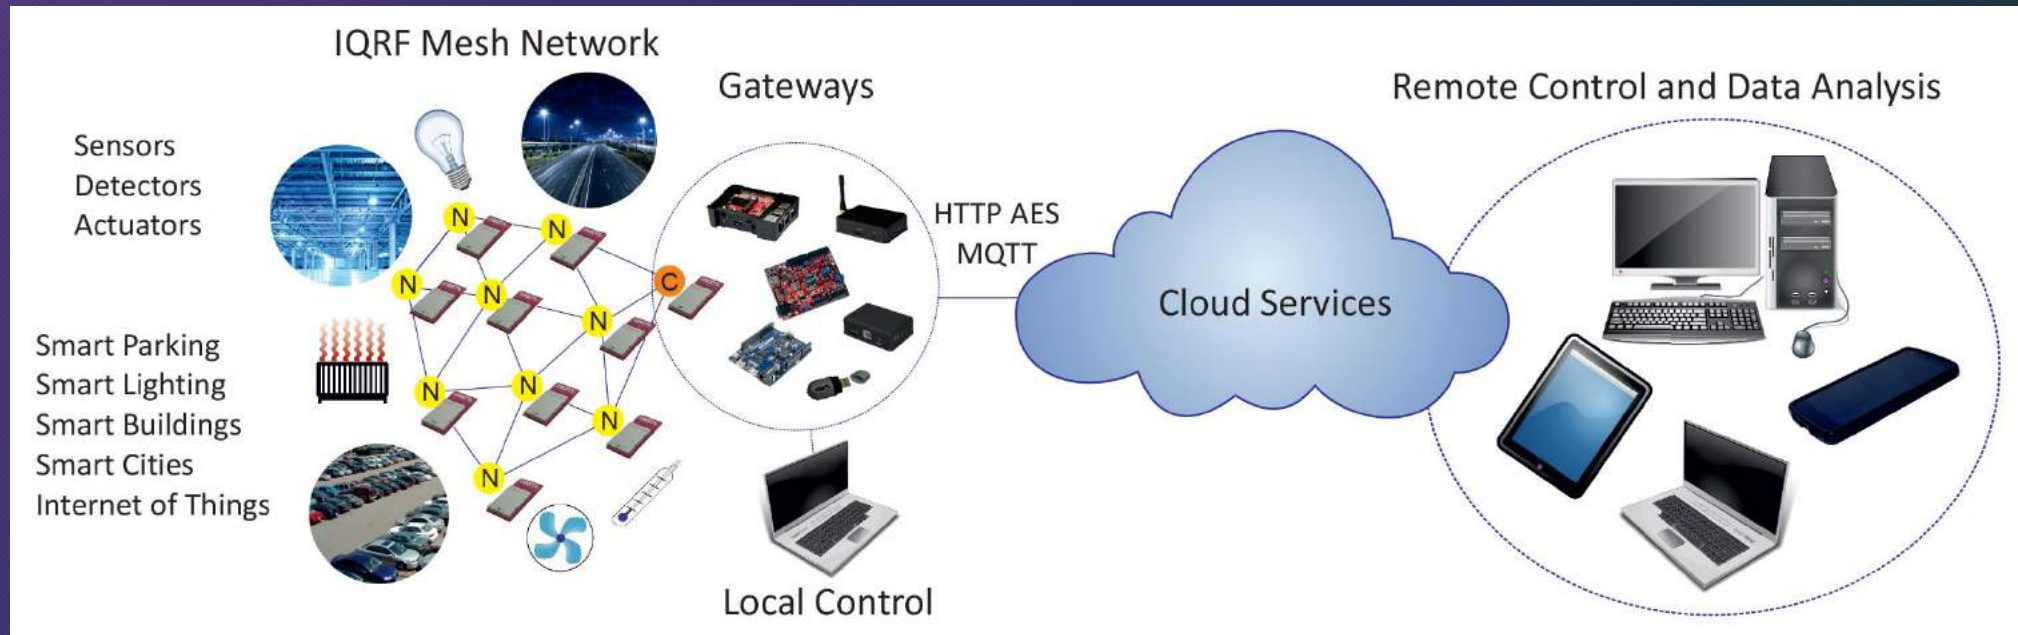 IQRF Mesh Network
Gateways
Remote Control and Data Analysis
Sensors
Detectors
Actuators
N
N
N
N
C
N
N
N
N
N
HTTP AES
MQTT
Cloud Services
Smart Parking
Smart Lighting
Smart Buildings
Smart Cities
Internet of Things
Local Control